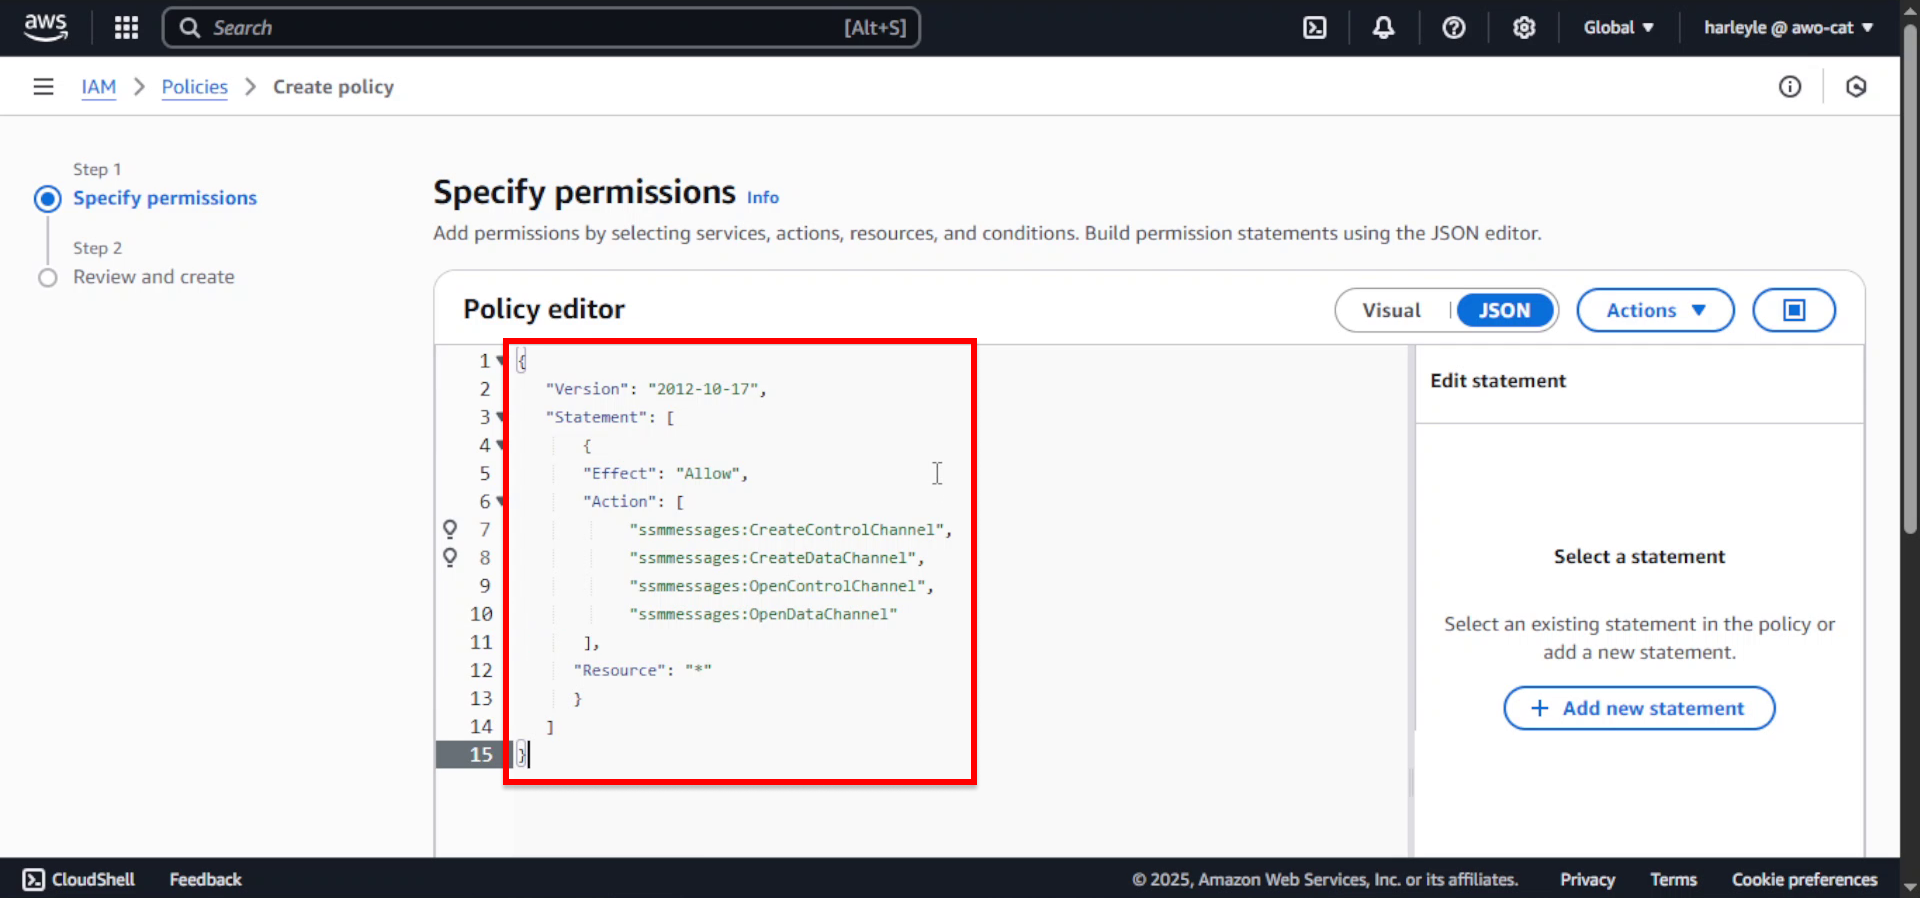 aws
Search
[Alt+S]
Global
harleyle @ awo-cat
IAM
Policies
Create policy
Step 1
Specify permissions
Step 2
Review and create
Specify permissions
Info
Add permissions by selecting services, actions, resources, and conditions. Build permission statements using the JSON editor.
Policy editor
Visual
JSON
Actions
1 {
2 "Version": "2012-10-17",
3 "Statement": [
4 {
5 "Effect": "Allow",
6 "Action": [
7 "ssmmessages:CreateControlChannel",
8 "ssmmessages:CreateDataChannel",
9 "ssmmessages:OpenControlChannel",
10 "ssmmessages:OpenDataChannel"
11 ],
12 "Resource": "*"
13 }
14 ]
15 }
Edit statement
Select a statement
Select an existing statement in the policy or
add a new statement.
+ Add new statement
CloudShell
Feedback
© 2025, Amazon Web Services, Inc. or its affiliates.
Privacy
Terms
Cookie preferences